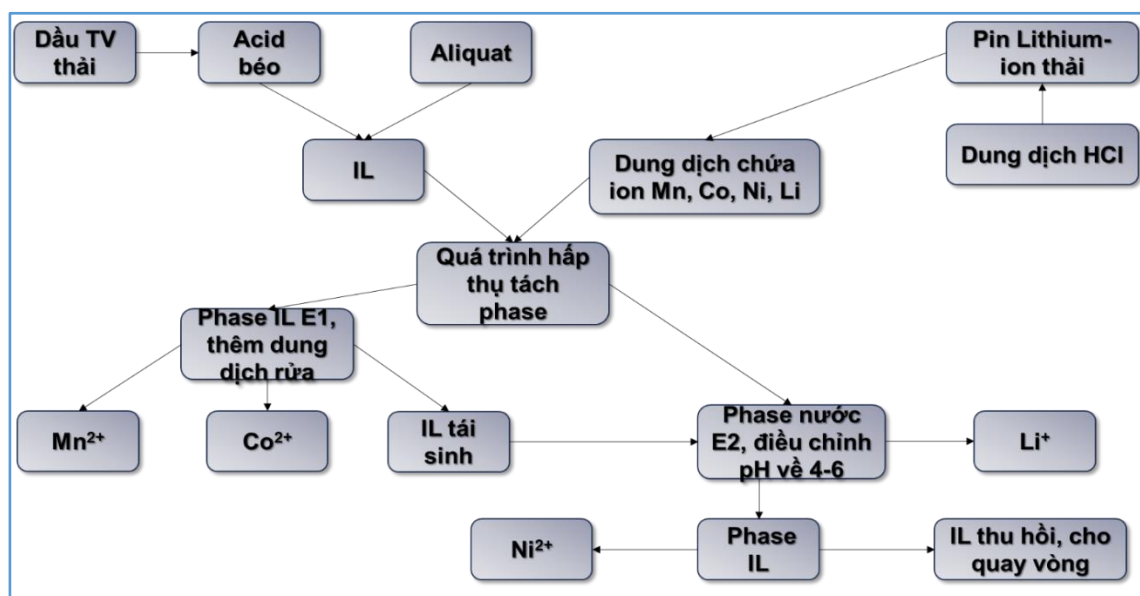 Dầu TV
thải
Acid
béo
Aliquat
Pin Lithium-
ion thải
IL
Dung dịch chứa
ion Mn, Co, Ni, Li
Dung dịch HCl
Quá trình hấp
thụ tách
phase
Phase IL E1,
thêm dung
dịch rửa
Mn²⁺
Co²⁺
IL tái
sinh
Phase nước
E2, điều chỉnh
pH về 4-6
Li⁺
Ni²⁺
Phase
IL
IL thu hồi, cho
quay vòng